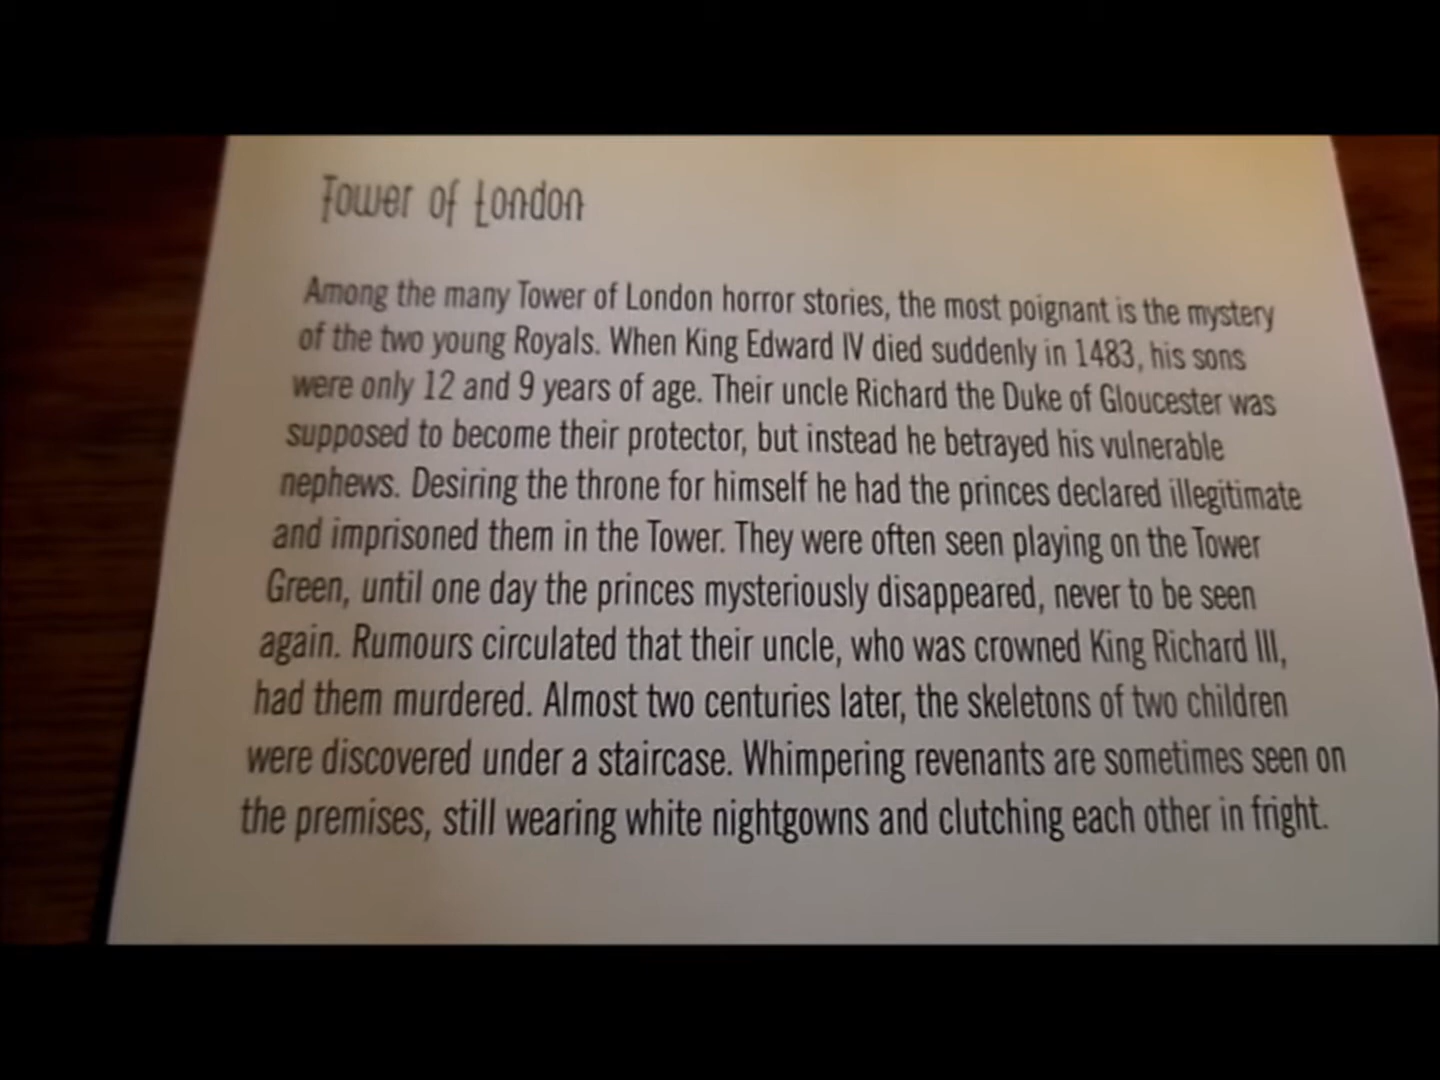 Tower of London
Among the many Tower of London horror stories, the most poignant is the mystery
of the two young Royals. When King Edward IV died suddenly in 1483, his sons
were only 12 and 9 years of age. Their uncle Richard the Duke of Gloucester was
supposed to become their protector, but instead he betrayed his vulnerable
nephews. Desiring the throne for himself he had the princes declared illegitimate
and imprisoned them in the Tower. They were often seen playing on the Tower
Green, until one day the princes mysteriously disappeared, never to be seen
again. Rumours circulated that their uncle, who was crowned King Richard III,
had them murdered. Almost two centuries later, the skeletons of two children
were discovered under a staircase. Whimpering revenants are sometimes seen on
the premises, still wearing white nightgowns and clutching each other in fright.